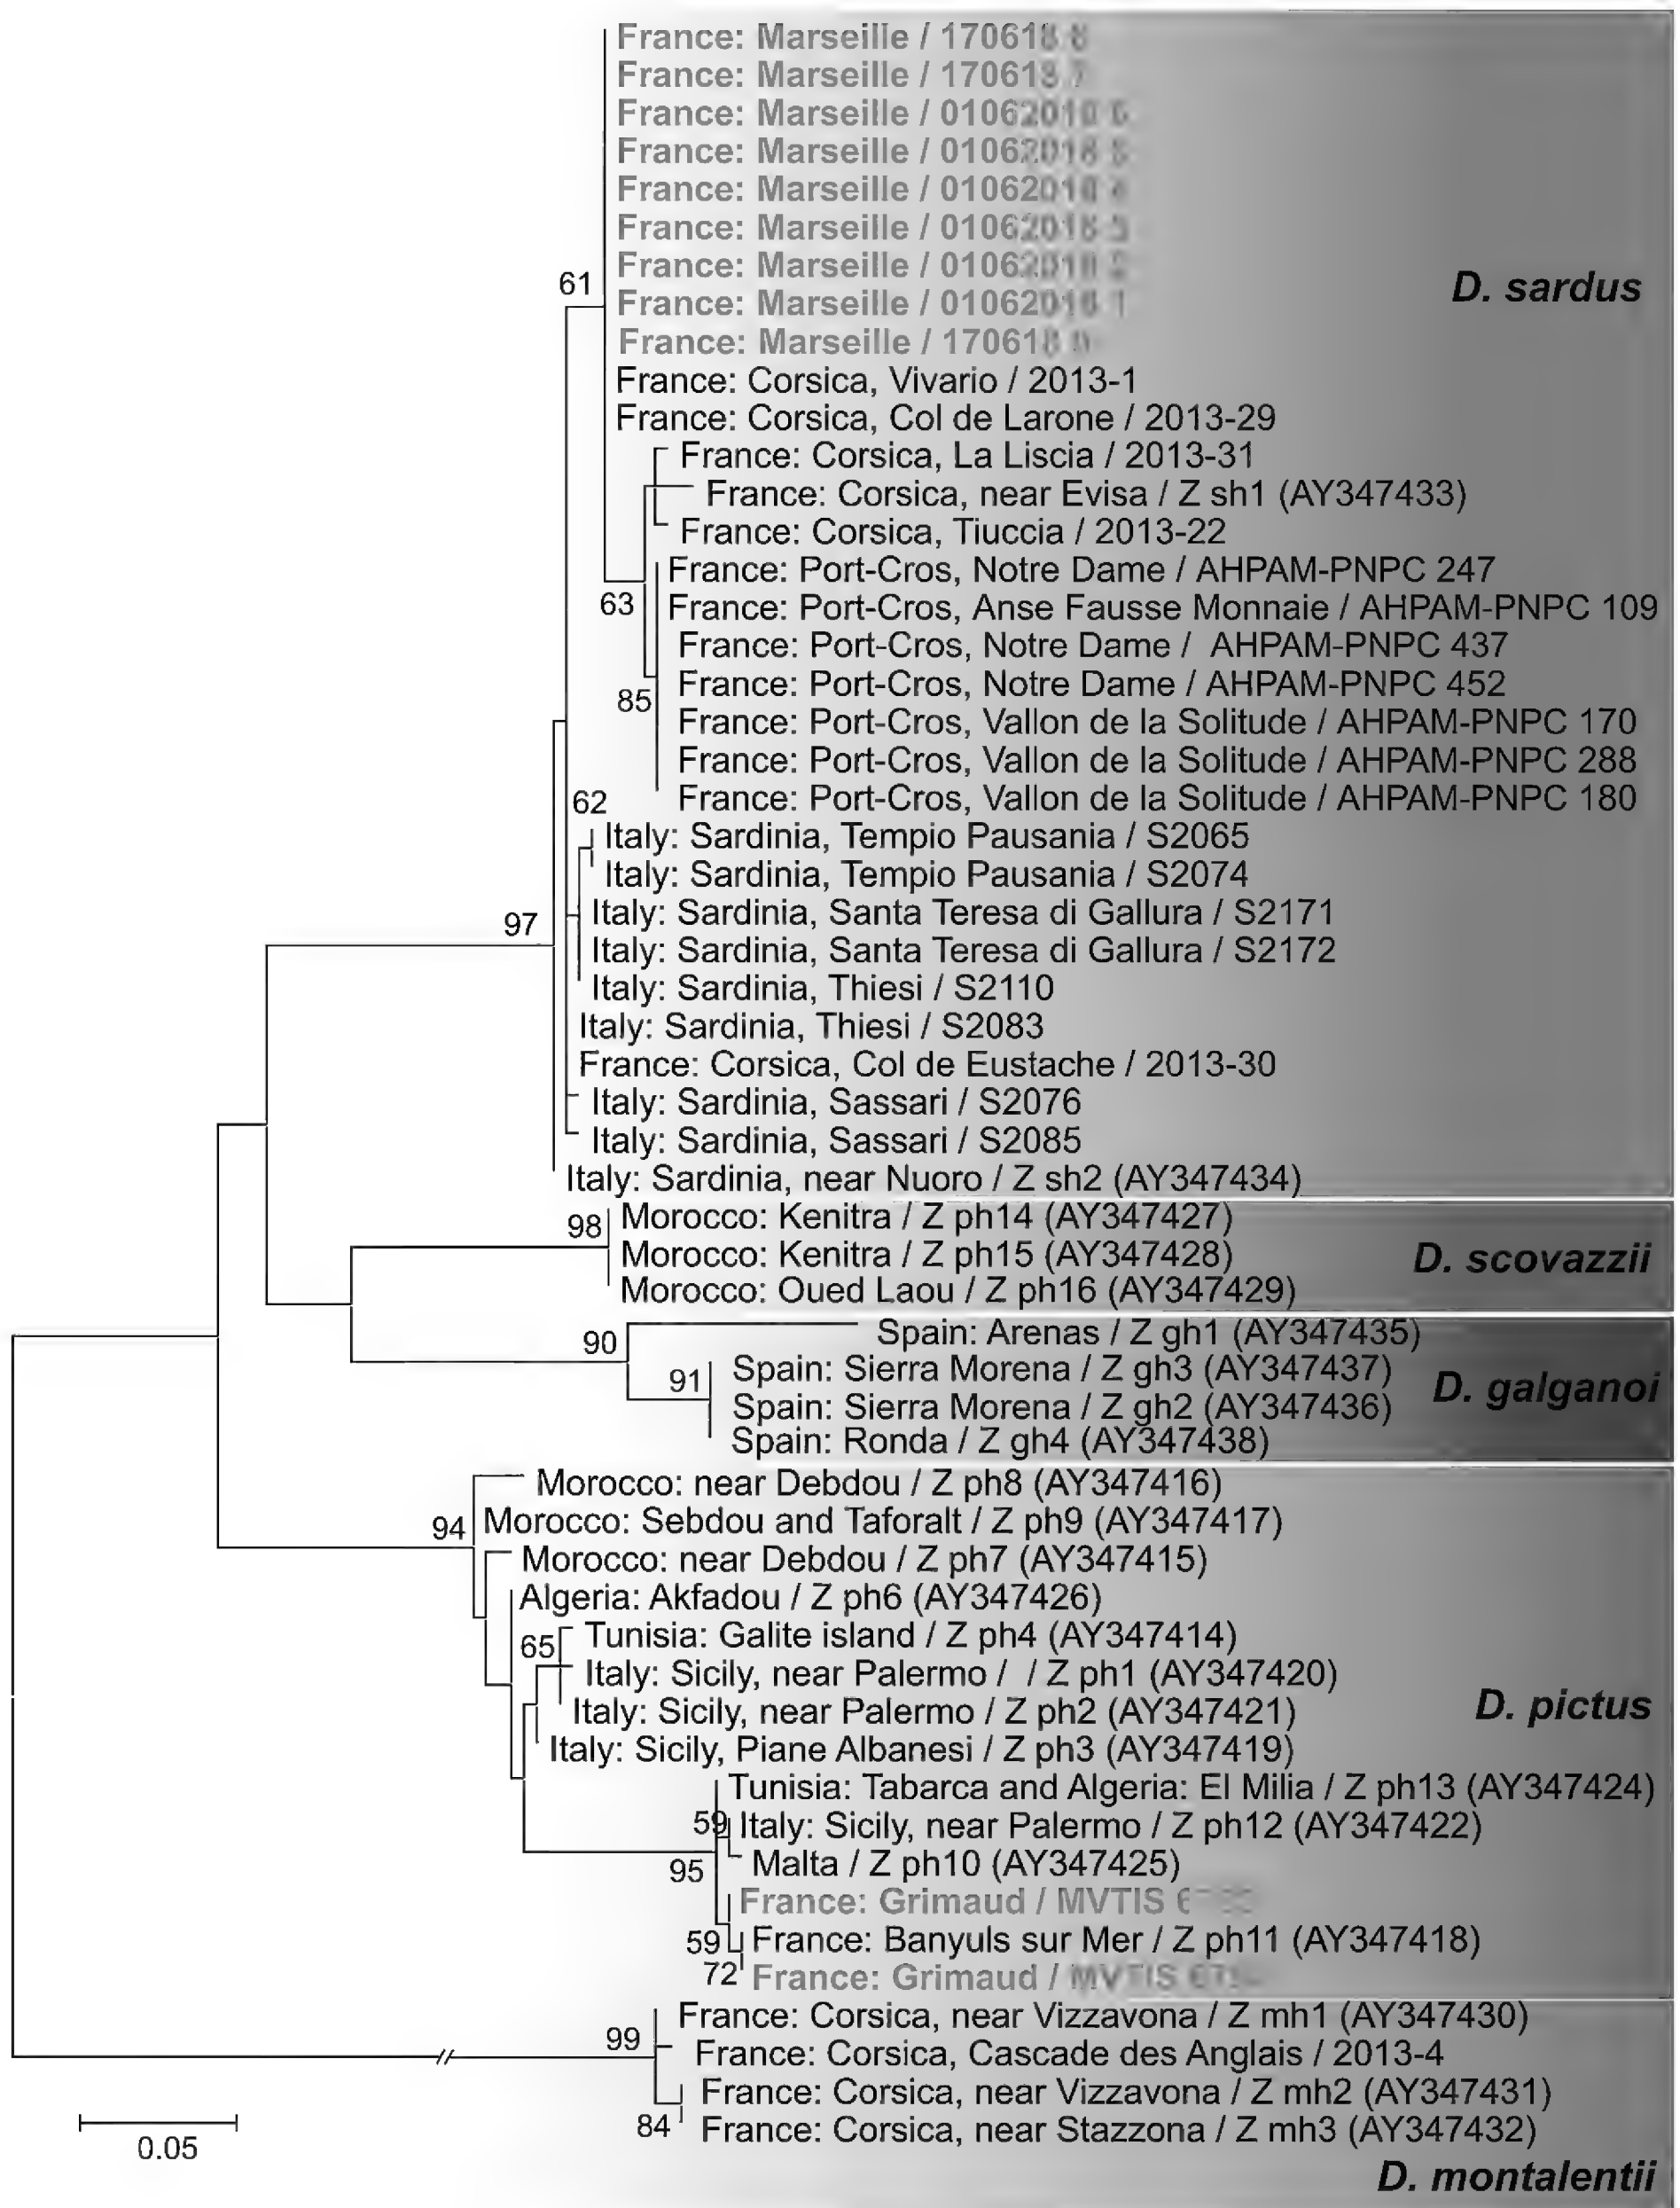 France: Marseille /
France: Marseille /
France: Marseille /
France: Marseille /
France: Marseille /
France: Marseille /
France: Marseille /
61
France: Marseille /
D. sardus
France: Marseille /
France: Corsica, Vivario / 2013-1
France: Corsica, Col de Larone / 2013-29
France: Corsica, La Liscia / 2013-31
France: Corsica, near Evisa / Z sh1 (AY347433)
France: Corsica, Tiuccia / 2013-22
France: Port-Cros, Notre Dame / AHPAM-PNPC 247
63
France: Port-Cros, Anse Fausse Monnaie / AHPAM-PNPC 109
France: Port-Cros, Notre Dame / AHPAM-PNPC 437
France: Port-Cros, Notre Dame / AHPAM-PNPC 452
85
France: Port-Cros, Vallon de la Solitude / AHPAM-PNPC 170
France: Port-Cros, Vallon de la Solitude / AHPAM-PNPC 288
France: Port-Cros, Vallon de la Solitude / AHPAM-PNPC 180
62
Italy: Sardinia, Tempio Pausania / S2065
Italy: Sardinia, Tempio Pausania / S2074
Italy: Sardinia, Santa Teresa di Gallura / S2171
97
Italy: Sardinia, Santa Teresa di Gallura / S2172
Italy: Sardinia, Thiesi / S2110
Italy: Sardinia, Thiesi / S2083
France: Corsica, Col de Eustache / 2013-30
Italy: Sardinia, Sassari / S2076
Italy: Sardinia, Sassari / S2085
Italy: Sardinia, near Nuoro / Z sh2 (AY347434)
98
Morocco: Kenitra / Z ph14 (AY347427)
Morocco: Kenitra / Z ph15 (AY347428)
D. scovazzii
Morocco: Oued Laou / Z ph16 (AY347429)
90
Spain: Arenas / Z gh1 (AY347435)
91
Spain: Sierra Morena / Z gh3 (AY347437)
D. galganoi
Spain: Sierra Morena / Z gh2 (AY347436)
Spain: Ronda / Z gh4 (AY347438)
Morocco: near Debdou / Z ph8 (AY347416)
94
Morocco: Sebdou and Taforalt / Z ph9 (AY347417)
Morocco: near Debdou / Z ph7 (AY347415)
Algeria: Akfadou / Z ph6 (AY347426)
65
Tunisia: Galite island / Z ph4 (AY347414)
Italy: Sicily, near Palermo / / Z ph1 (AY347420)
D. pictus
Italy: Sicily, near Palermo / Z ph2 (AY347421)
Italy: Sicily, Piane Albanesi / Z ph3 (AY347419)
Tunisia: Tabarca and Algeria: El Milia / Z ph13 (AY347424)
59
Italy: Sicily, near Palermo / Z ph12 (AY347422)
95
Malta / Z ph10 (AY347425)
France: Grimaud / MVTIS
59
France: Banyuls sur Mer / Z ph11 (AY347418)
72
France: Grimaud / MVTIS
France: Corsica, near Vizzavona / Z mh1 (AY347430)
99
France: Corsica, Cascade des Anglais / 2013-4
France: Corsica, near Vizzavona / Z mh2 (AY347431)
84
France: Corsica, near Stazzona / Z mh3 (AY347432)
0.05
D. montalentii